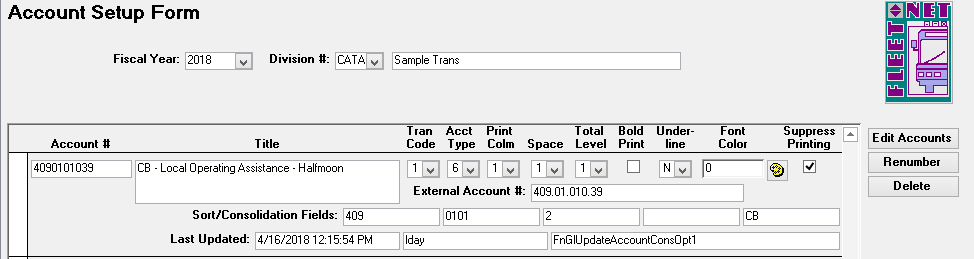 Account Setup Form
FLEET NET
Fiscal Year: 2018 Division #: CATA Sample Trans
Account # Title Tran Code Acct Type Print Colm Space Total Level Bold Print Under-line Font Color Suppress Printing
Edit Accounts
4090101039 CB - Local Operating Assistance - Halfmoon 1 6 1 1 1 N 0
Renumber
External Account #: 409.01.010.39
Delete
Sort/Consolidation Fields: 409 0101 2 CB
Last Updated: 4/16/2018 12:15:54 PM lday FnGlUpdateAccountConsOpt1